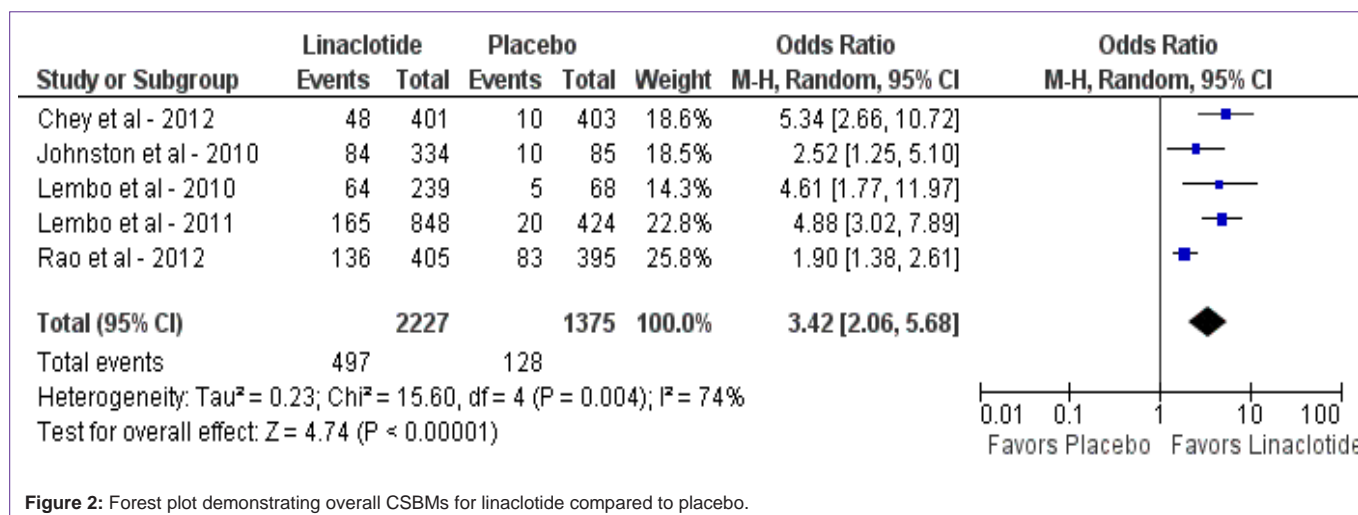 Linaclotide Placebo Odds Ratio Odds Ratio
Study or Subgroup Events Total Events Total Weight M-H, Random, 95% CI M-H, Random, 95% CI
Chey et al - 2012 48 401 10 403 18.6% 5.34 [2.66, 10.72]
Johnston et al - 2010 84 334 10 85 18.5% 2.52 [1.25, 5.10]
Lembo et al - 2010 64 239 5 68 14.3% 4.61 [1.77, 11.97]
Lembo et al - 2011 165 848 20 424 22.8% 4.88 [3.02, 7.89]
Rao et al - 2012 136 405 83 395 25.8% 1.90 [1.38, 2.61]
Total (95% CI) 2227 1375 100.0% 3.42 [2.06, 5.68]
Total events 497 128
Heterogeneity: Tau² = 0.23; Chi² = 15.60, df = 4 (P = 0.004); I² = 74%
Test for overall effect: Z = 4.74 (P < 0.00001)
0.01 0.1 1 10 100
Favors Placebo Favors Linaclotide
Figure 2: Forest plot demonstrating overall CSBMs for linaclotide compared to placebo.